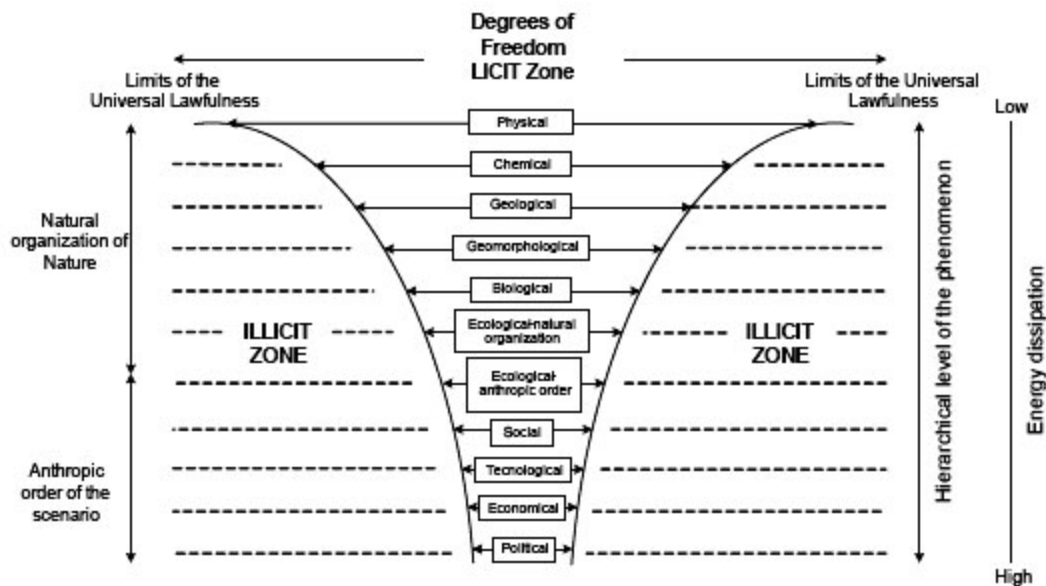 Degrees of
Freedom
LICIT Zone
Limits of the
Universal Lawfulness
Limits of the Universal
Lawfulness
Low
Physical
Chemical
Geological
Geomorphological
Biological
Ecological-natural
organization
Ecological-
anthropic order
Social
Tecnological
Economical
Political
Natural
organization of
Nature
Anthropic
order of the
scenario
ILLICIT
ZONE
ILLICIT
ZONE
Hierarchical level of the phenomenon
Energy dissipation
High